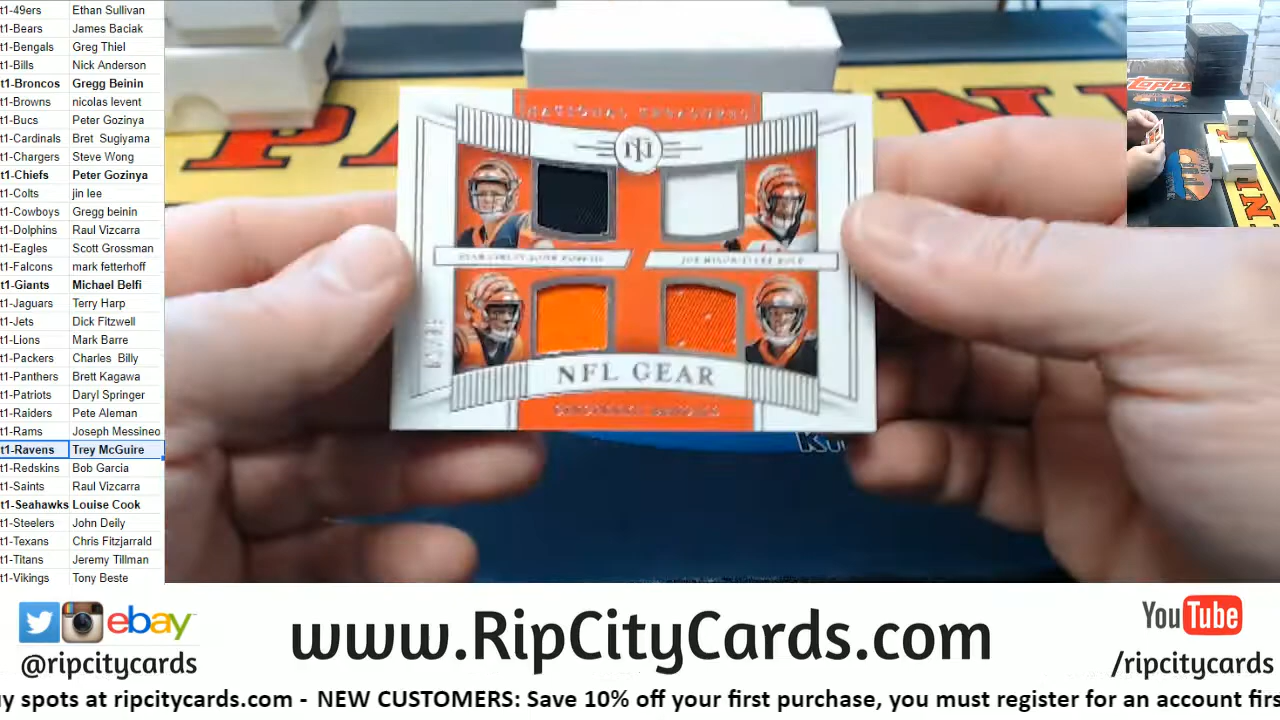 t1-49ers Ethan Sullivan
t1-Bears James Baciak
t1-Bengals Greg Thiel
t1-Bills Nick Anderson
t1-Broncos Gregg Beinin
t1-Browns nicolas levent
t1-Bucs Peter Gozinya
t1-Cardinals Bret Sugiyama
t1-Chargers Steve Wong
t1-Chiefs Peter Gozinya
t1-Colts jin lee
t1-Cowboys Gregg beinin
t1-Dolphins Raul Vizcarra
t1-Eagles Scott Grossman
t1-Falcons mark fetterhoff
t1-Giants Michael Belfi
t1-Jaguars Terry Harp
t1-Jets Dick Fitzwell
t1-Lions Mark Barre
t1-Packers Charles Billy
t1-Panthers Brett Kagawa
t1-Patriots Daryl Springer
t1-Raiders Pete Aleman
t1-Rams Joseph Messineo
t1-Ravens Trey McGuire
t1-Redskins Bob Garcia
t1-Saints Raul Vizcarra
t1-Seahawks Louise Cook
t1-Steelers John Deily
t1-Texans Chris Fitzjarrald
t1-Titans Jeremy Tillman
t1-Vikings Tony Beste
NATIONAL TREASURES
NFL GEAR
CINCINNATI BENGALS
topps
ebay
@ripcitycards
www.RipCityCards.com
YouTube
/ripcitycards
y spots at ripcitycards.com - NEW CUSTOMERS: Save 10% off your first purchase, you must register for an account firs